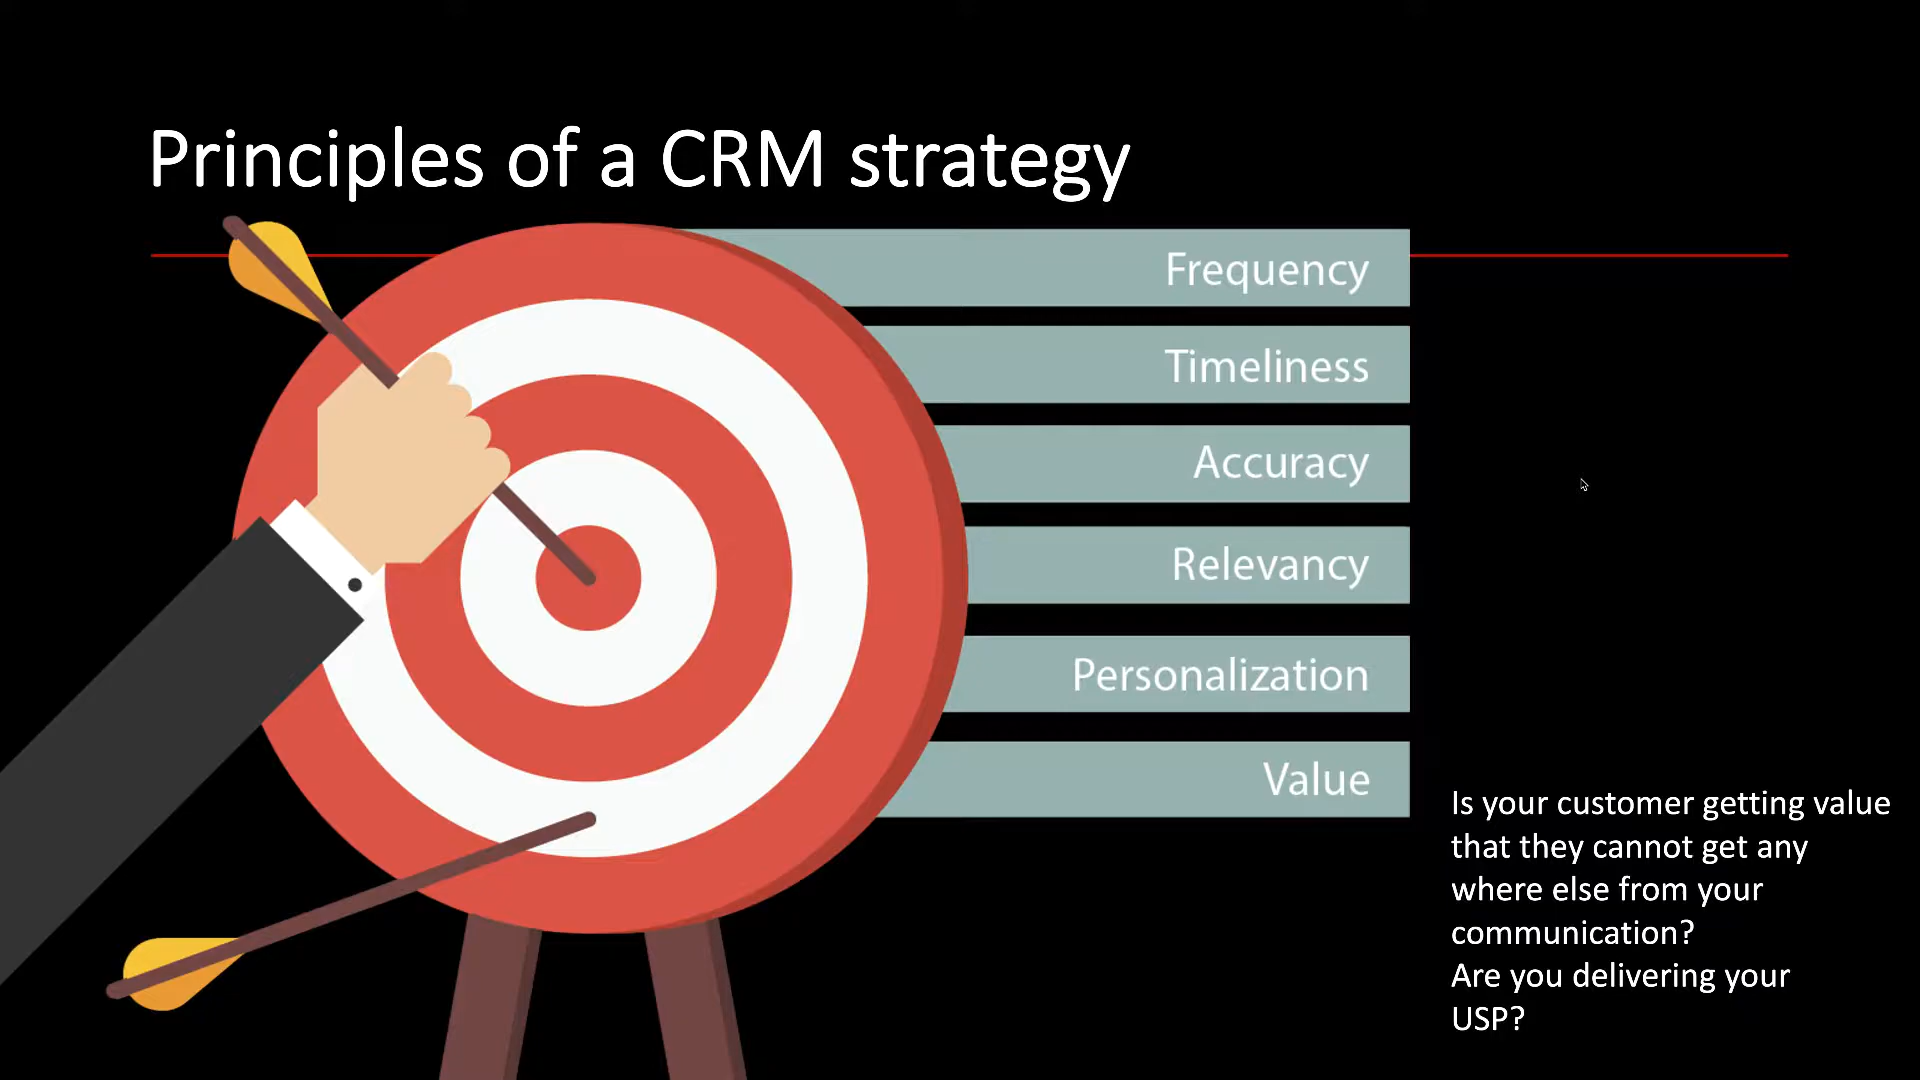 Principles of a CRM strategy
Frequency
Timeliness
Accuracy
Relevancy
Personalization
Value
Is your customer getting value
that they cannot get any
where else from your
communication?
Are you delivering your
USP?